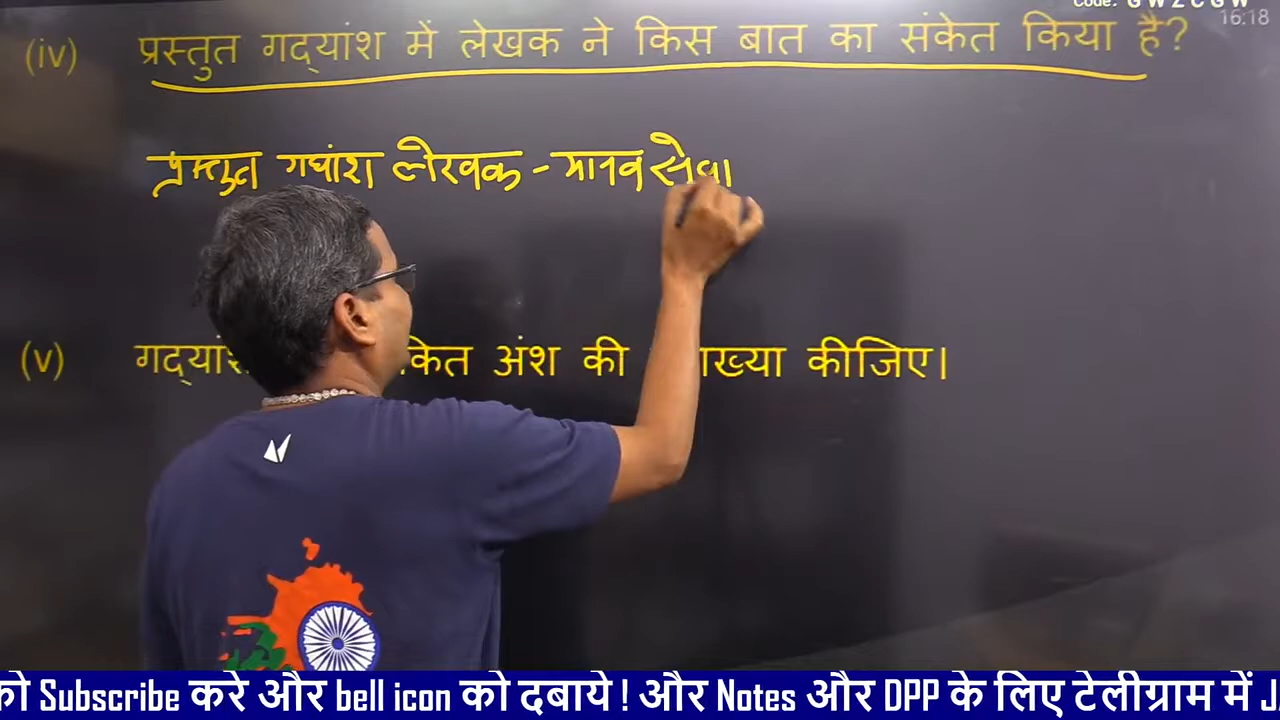 Code: G W Z C G W
16:18
(iv) प्रस्तुत गद्यांश में लेखक ने किस बात का संकेत किया है?
प्रस्तुत गद्यांश लेखक - मानव सेवा
(v) गद्यांश कित अंश की ख्या कीजिए।
को Subscribe करे और bell icon को दबाये ! और Notes और DPP के लिए टेलीग्राम में